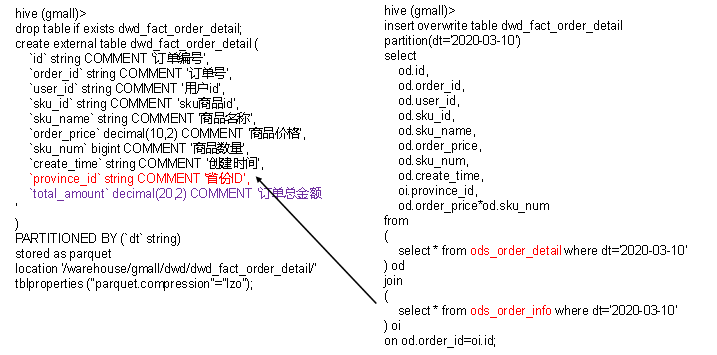 hive (gmall)>
drop table if exists dwd_fact_order_detail;
create external table dwd_fact_order_detail (
`id` string COMMENT '订单编号',
`order_id` string COMMENT '订单号',
`user_id` string COMMENT '用户id',
`sku_id` string COMMENT 'sku商品id',
`sku_name` string COMMENT '商品名称',
`order_price` decimal(10,2) COMMENT '商品价格',
`sku_num` bigint COMMENT '商品数量',
`create_time` string COMMENT '创建时间',
`province_id` string COMMENT '省份ID',
`total_amount` decimal(20,2) COMMENT '订单总金额
'
)
PARTITIONED BY (`dt` string)
stored as parquet
location '/warehouse/gmall/dwd/dwd_fact_order_detail/'
tblproperties ("parquet.compression"="lzo");
hive (gmall)>
insert overwrite table dwd_fact_order_detail
partition(dt='2020-03-10')
select
od.id,
od.order_id,
od.user_id,
od.sku_id,
od.sku_name,
od.order_price,
od.sku_num,
od.create_time,
oi.province_id,
od.order_price*od.sku_num
from
(
select * from ods_order_detail where dt='2020-03-10'
) od
join
(
select * from ods_order_info where dt='2020-03-10'
) oi
on od.order_id=oi.id;